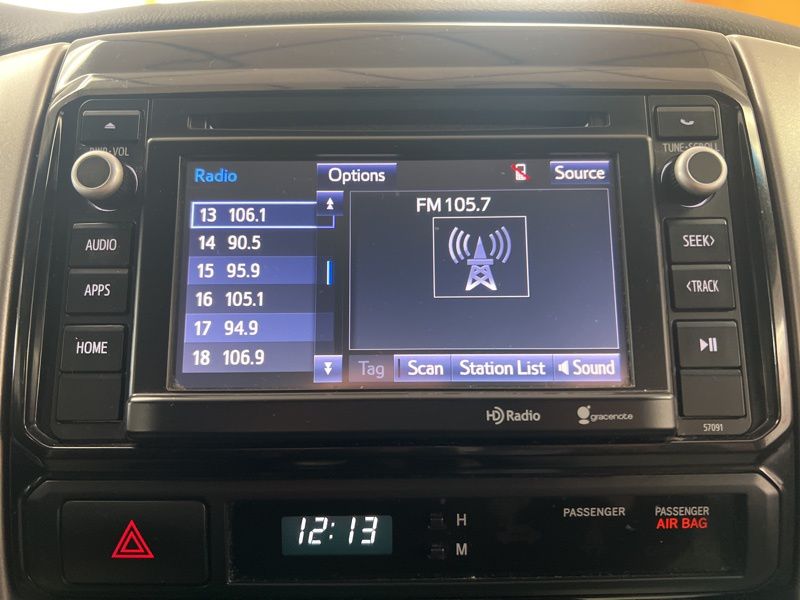 PWR•VOL
TUNE•SCROLL
Radio
Options
Source
FM 105.7
13 106.1
14 90.5
15 95.9
16 105.1
17 94.9
18 106.9
Tag
Scan
Station List
Sound
AUDIO
APPS
HOME
SEEK>
<TRACK
HD Radio
gracenote
57091
12:13
H
M
PASSENGER
PASSENGER
AIR BAG